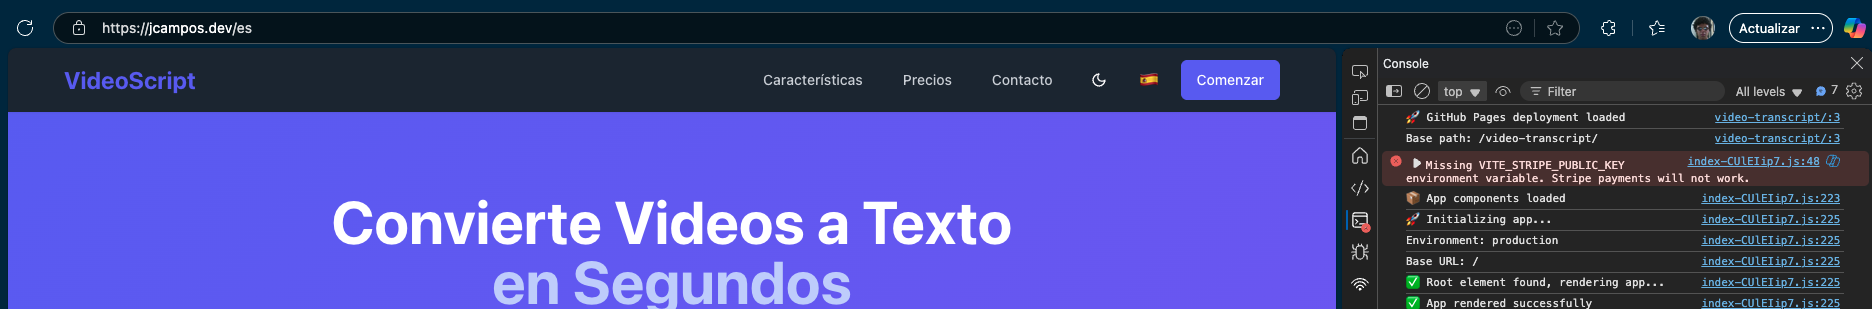 https://jcampos.dev/es
Actualizar
VideoScript
Características
Precios
Contacto
Comenzar
Convierte Videos a Texto
en Segundos
Console
top
Filter
All levels
7
🚀 GitHub Pages deployment loaded video-transcript/:3
Base path: /video-transcript/ video-transcript/:3
Missing VITE_STRIPE_PUBLIC_KEY index-CUlEIip7.js:48
environment variable. Stripe payments will not work.
📦 App components loaded index-CUlEIip7.js:223
🚀 Initializing app... index-CUlEIip7.js:225
Environment: production index-CUlEIip7.js:225
Base URL: / index-CUlEIip7.js:225
✅ Root element found, rendering app... index-CUlEIip7.js:225
✅ App rendered successfully index-CUlEIip7.js:225